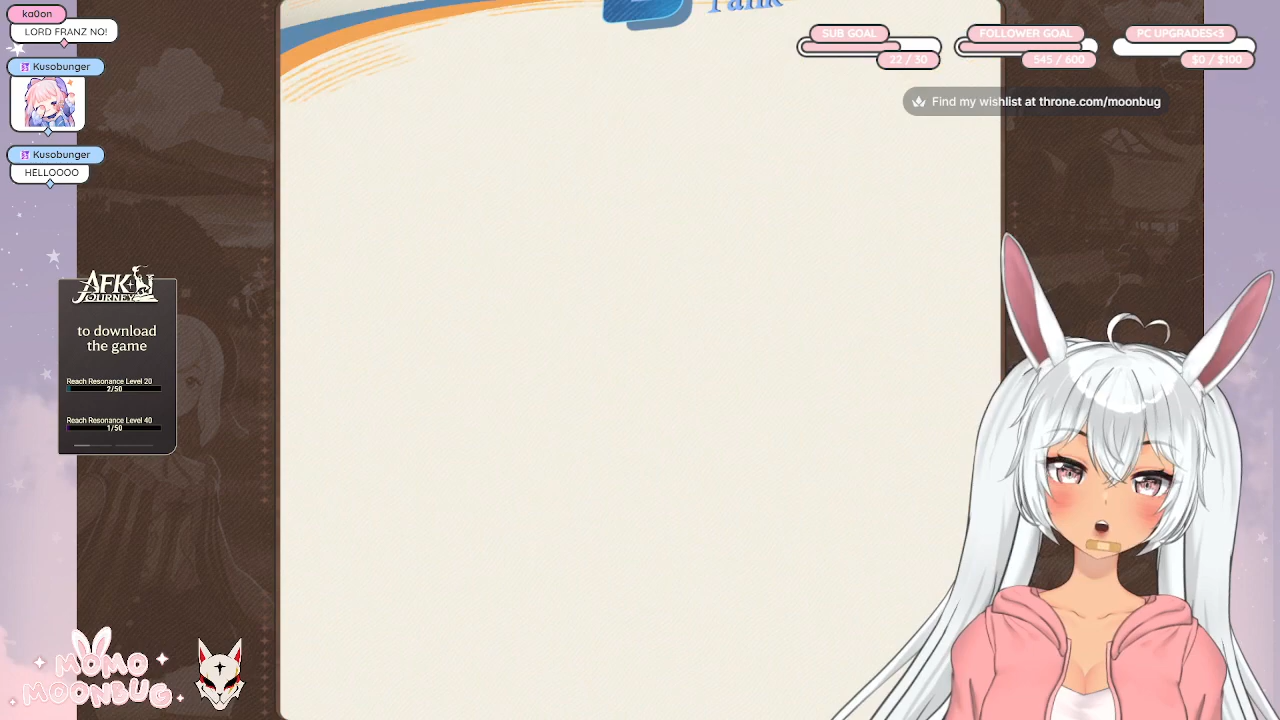 ka0on
LORD FRANZ NO!
Kusobunger
Kusobunger
HELLOOOO
Tank
SUB GOAL
22 / 30
FOLLOWER GOAL
545 / 600
PC UPGRADES<3
$0 / $100
Find my wishlist at throne.com/moonbug
AFK
JOURNEY
to download
the game
Reach Resonance Level 20
2/50
Reach Resonance Level 40
1/50
MOMO
MOONBUG